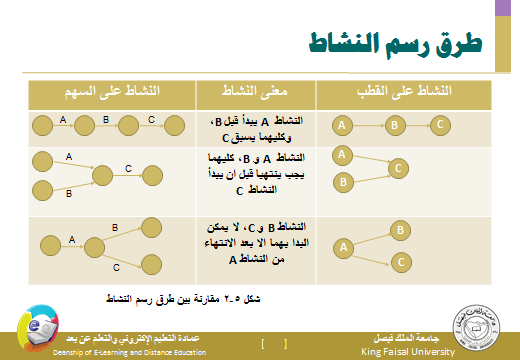 طرق رسم النشاط
النشاط على القطب
معنى النشاط
النشاط على السهم
A B C
النشاط A يبدأ قبل B،
وكليهما يسبق C
A B C
A
B
C
النشاط A و B، كليهما
يجب ينتهيا قبل ان يبدأ
النشاط C
A
B
C
A
B
C
النشاط B و C، لا يمكن
البدا بهما الا بعد الانتهاء
من النشاط A
A
B
C
شكل ٥-٢ مقارنة بين طرق رسم النشاط
عمادة التعليم الإلكتروني والتعلم عن بعد
Deanship of E-Learning and Distance Education
[ ]
جامعة الملك فيصل
King Faisal University